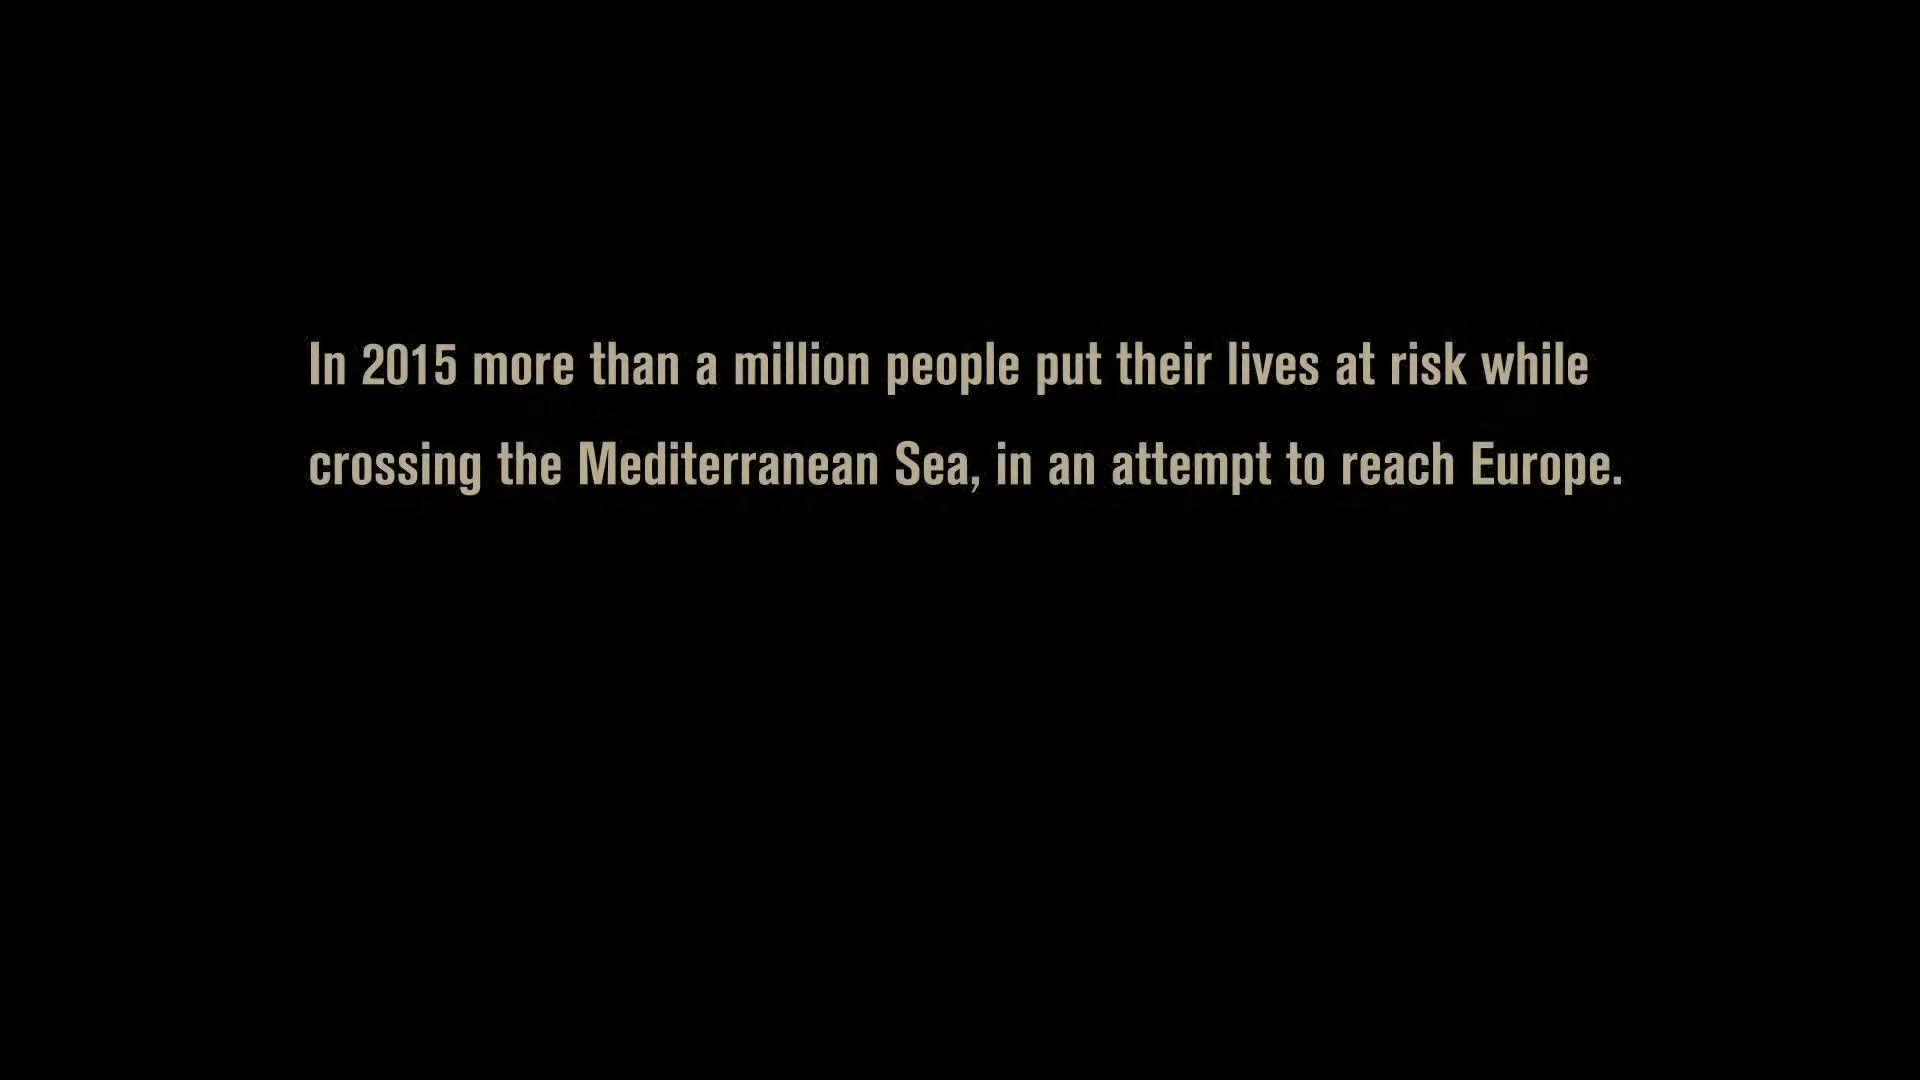 In 2015 more than a million people put their lives at risk while
crossing the Mediterranean Sea, in an attempt to reach Europe.